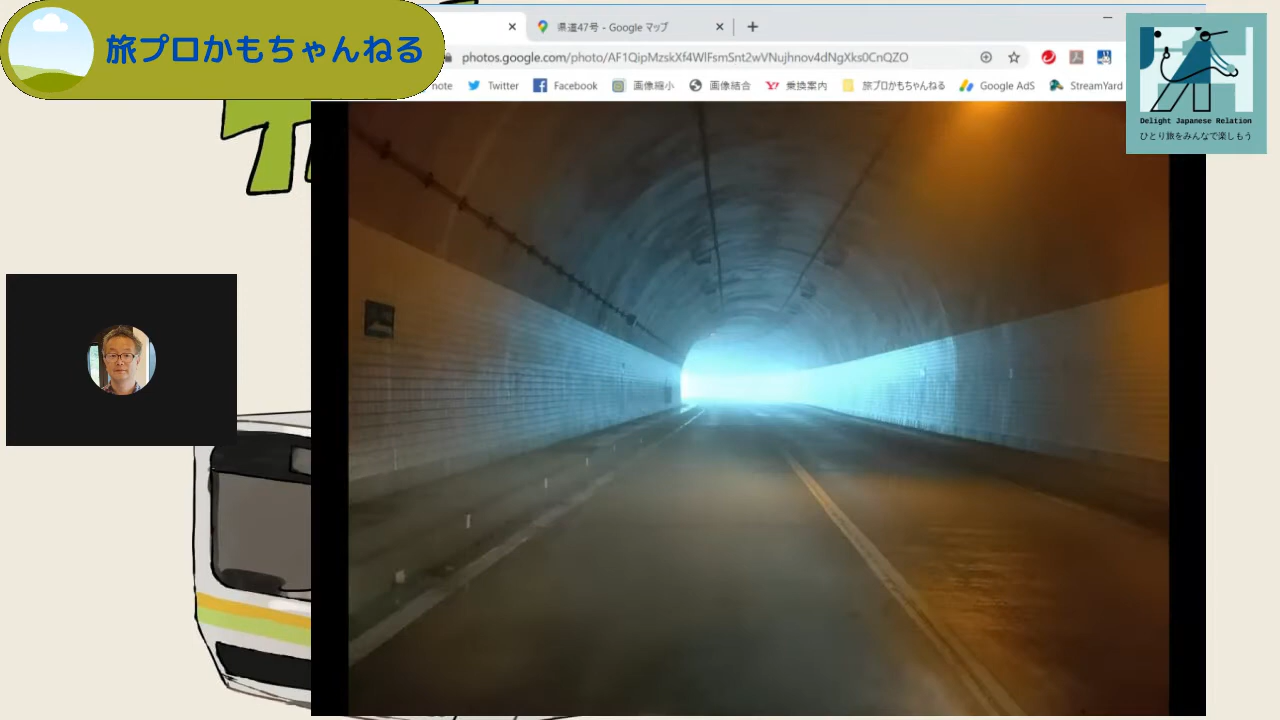 旅プロかもちゃんねる
県道47号 - Google マップ
photos.google.com/photo/AF1QipMzskXf4WlFsmSnt2wVNujhnov4dNgXks0CnQZO
note Twitter Facebook 画像縮小 画像結合 乗換案内 旅プロかもちゃんねる Google AdS StreamYard
Delight Japanese Relation
ひとり旅をみんなで楽しもう